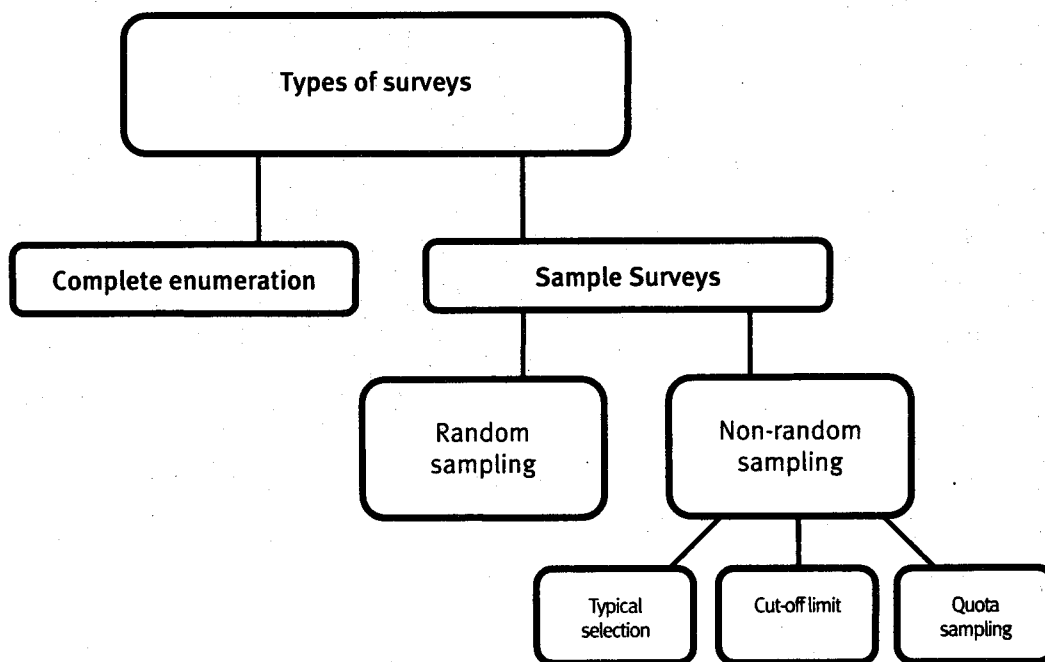 Types of surveys
Complete enumeration
Sample Surveys
Random
sampling
Non-random
sampling
Typical
selection
Cut-off limit
Quota
sampling